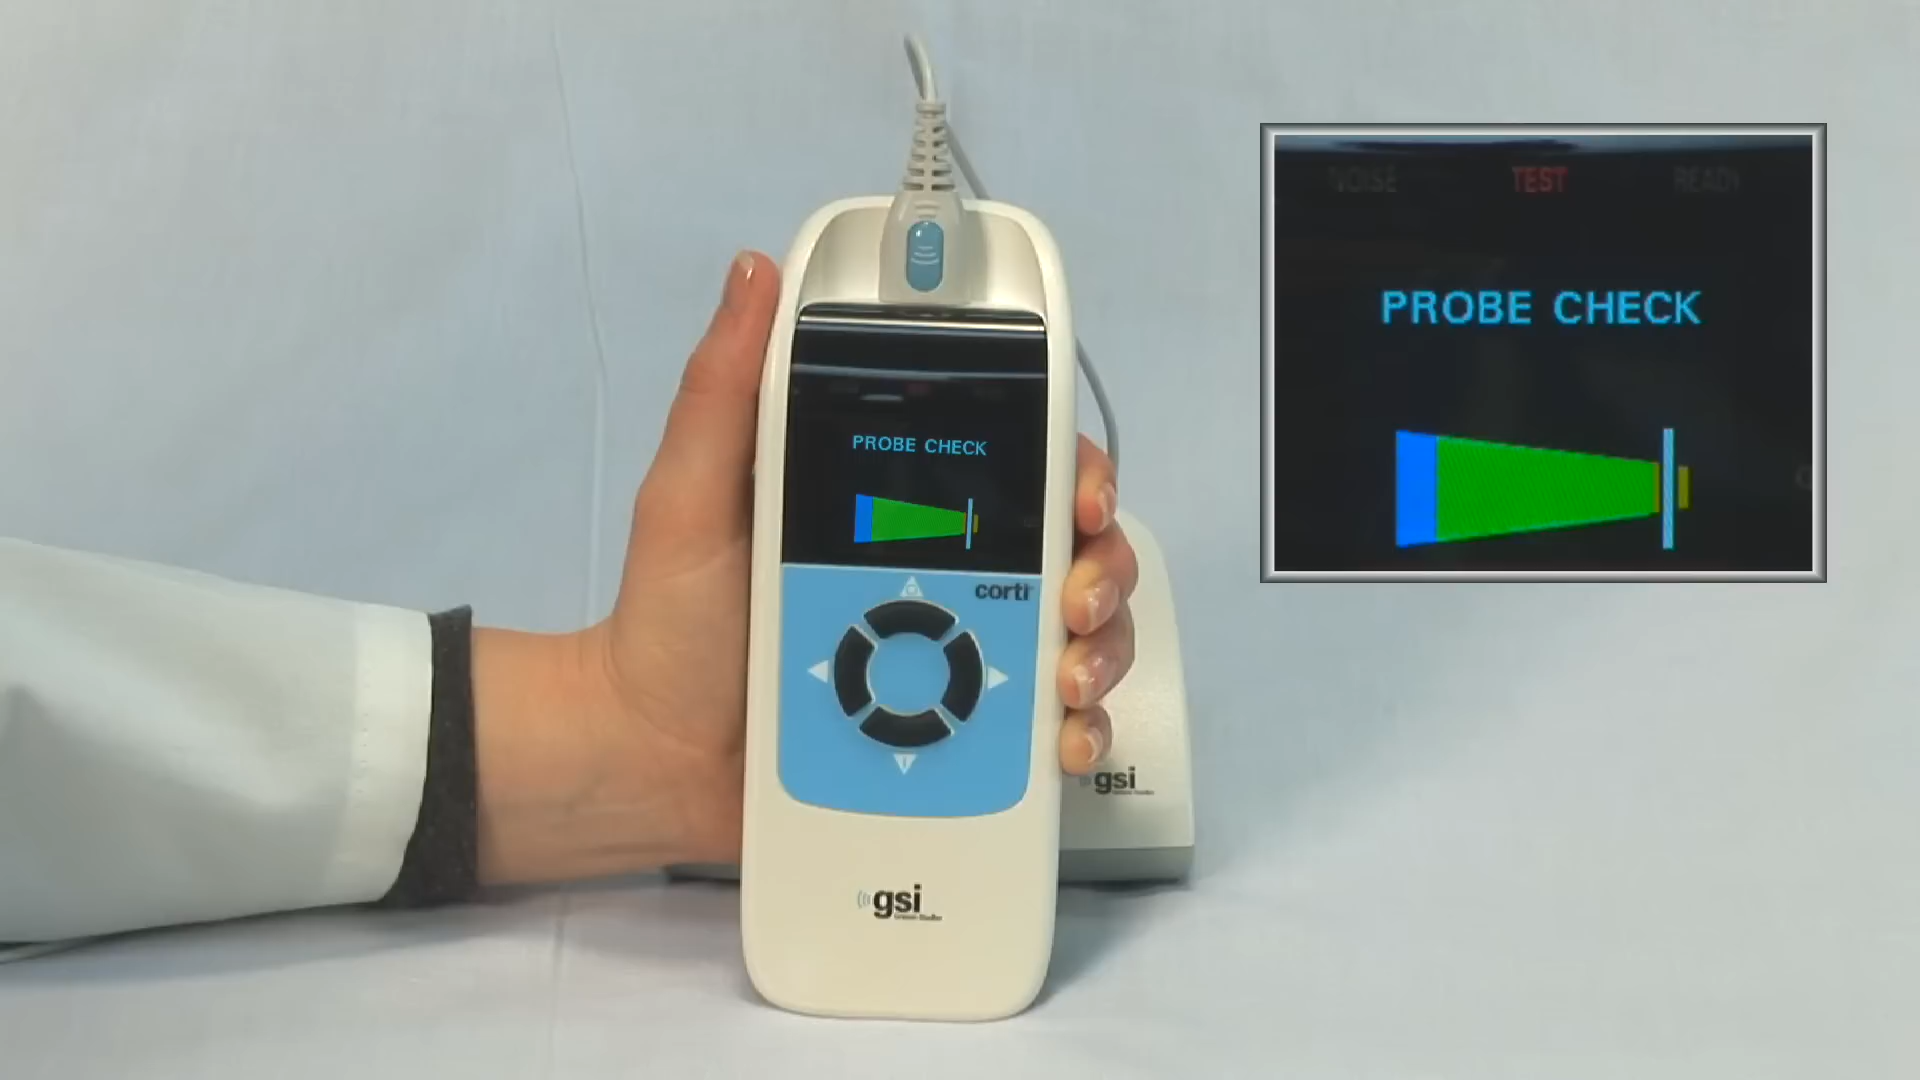 PROBE CHECK
corti
gsi
gsi
NOISE TEST READY
PROBE CHECK